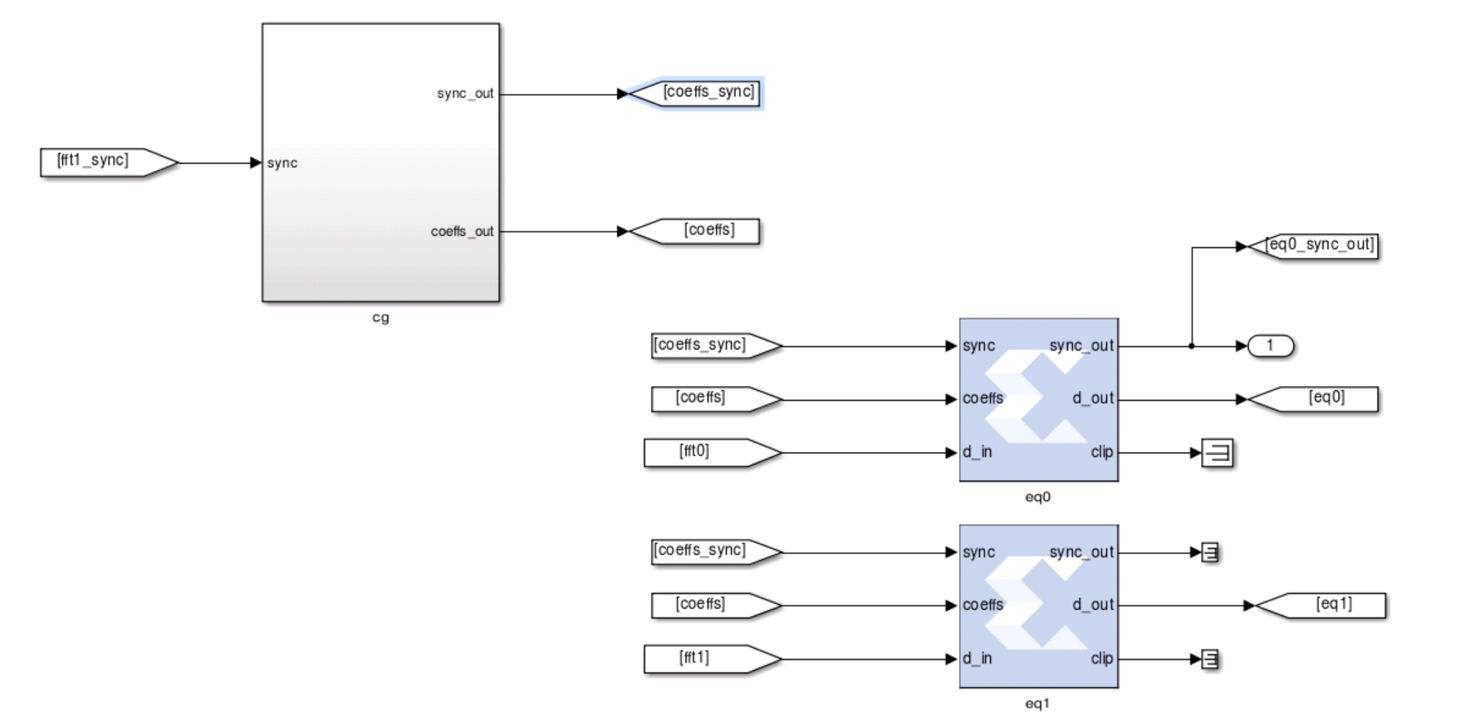 sync_out
[coeffs_sync]
[fft1_sync]
sync
coeffs_out
[coeffs]
cg
[eq0_sync_out]
[coeffs_sync]
sync
sync_out
1
[coeffs]
coeffs
d_out
[eq0]
[fft0]
d_in
clip
eq0
[coeffs_sync]
sync
sync_out
[coeffs]
coeffs
d_out
[eq1]
[fft1]
d_in
clip
eq1